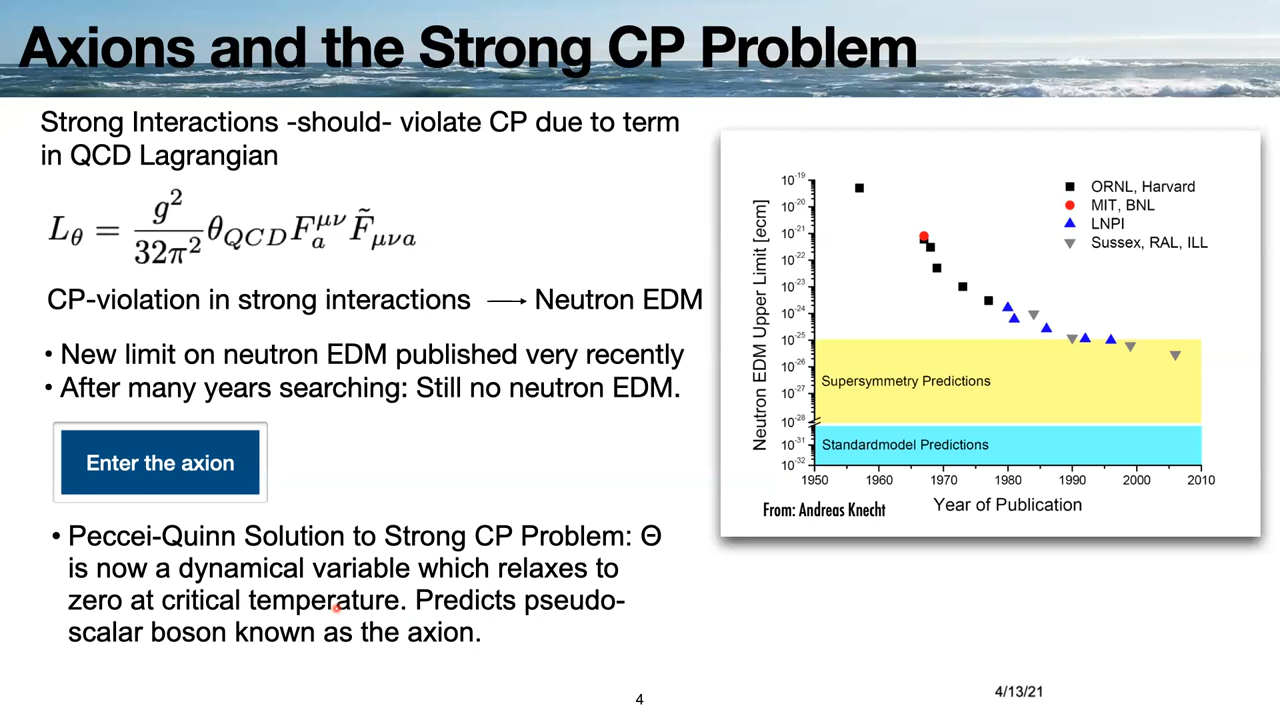 Axions and the Strong CP Problem
Strong Interactions -should- violate CP due to term
in QCD Lagrangian
L_θ = g²/32π² θ_QCD F_a^μν F̃_μνa
CP-violation in strong interactions → Neutron EDM
• New limit on neutron EDM published very recently
• After many years searching: Still no neutron EDM.
Enter the axion
• Peccei-Quinn Solution to Strong CP Problem: Θ
is now a dynamical variable which relaxes to
zero at critical temperature. Predicts pseudo-
scalar boson known as the axion.
Neutron EDM Upper Limit [ecm]
10⁻¹⁹
10⁻²⁰
10⁻²¹
10⁻²²
10⁻²³
10⁻²⁴
10⁻²⁵
10⁻²⁶
10⁻²⁷
10⁻²⁸
10⁻³¹
10⁻³²
ORNL, Harvard
MIT, BNL
LNPI
Sussex, RAL, ILL
Supersymmetry Predictions
Standardmodel Predictions
1950 1960 1970 1980 1990 2000 2010
Year of Publication
From: Andreas Knecht
4
4/13/21